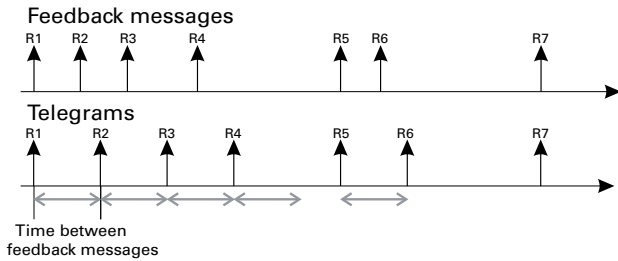 Feedback messages
R1 R2 R3 R4 R5 R6 R7
Telegrams
R1 R2 R3 R4 R5 R6 R7
Time between
feedback messages